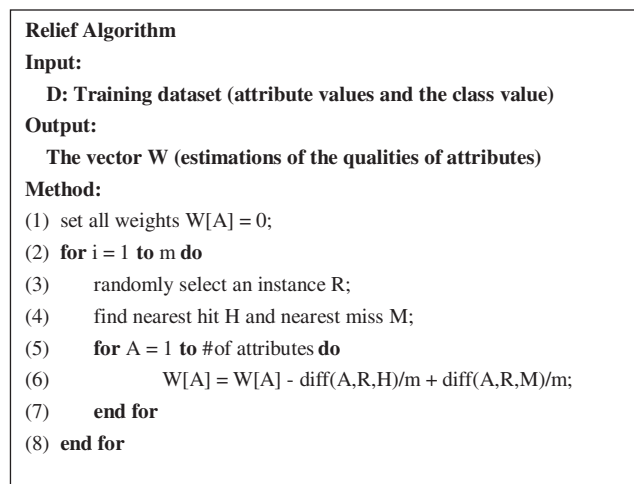 Relief Algorithm
Input:
D: Training dataset (attribute values and the class value)
Output:
The vector W (estimations of the qualities of attributes)
Method:
(1) set all weights W[A] = 0;
(2) for i = 1 to m do
(3) randomly select an instance R;
(4) find nearest hit H and nearest miss M;
(5) for A = 1 to #of attributes do
(6) W[A] = W[A] - diff(A,R,H)/m + diff(A,R,M)/m;
(7) end for
(8) end for